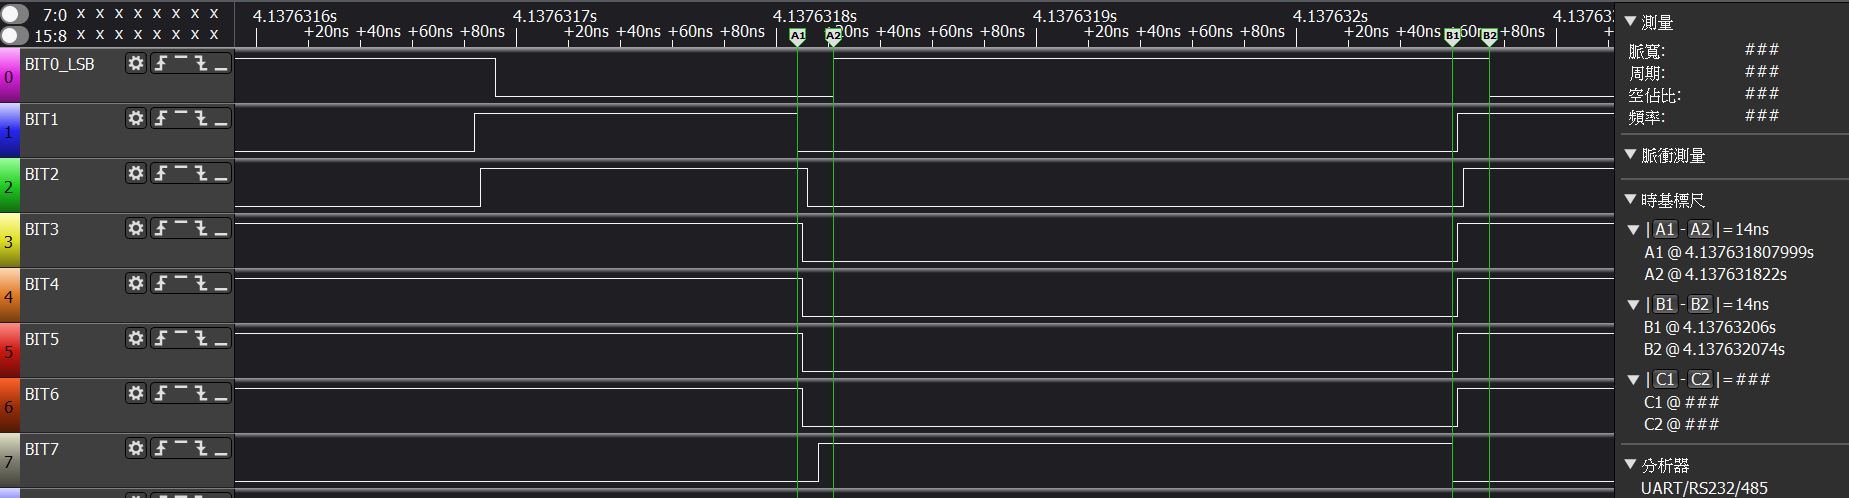 7:0 X X X X X X X X
15:8 X X X X X X X X
4.1376316s 4.1376317s 4.1376318s 4.1376319s 4.137632s 4.137632
+20ns +40ns +60ns +80ns +20ns +40ns +60ns +80ns A1 A2 20ns +40ns +60ns +80ns +20ns +40ns +60ns +80ns +20ns +40ns B1 +60ns B2 +80ns
0 BIT0_LSB
1 BIT1
2 BIT2
3 BIT3
4 BIT4
5 BIT5
6 BIT6
7 BIT7
測量
脈寬: ###
周期: ###
空佔比: ###
頻率: ###
脈衝測量
時基標尺
| A1 - A2 | = 14ns
A1 @ 4.137631807999s
A2 @ 4.137631822s
| B1 - B2 | = 14ns
B1 @ 4.13763206s
B2 @ 4.137632074s
| C1 - C2 | = ###
C1 @ ###
C2 @ ###
分析器
UART/RS232/485